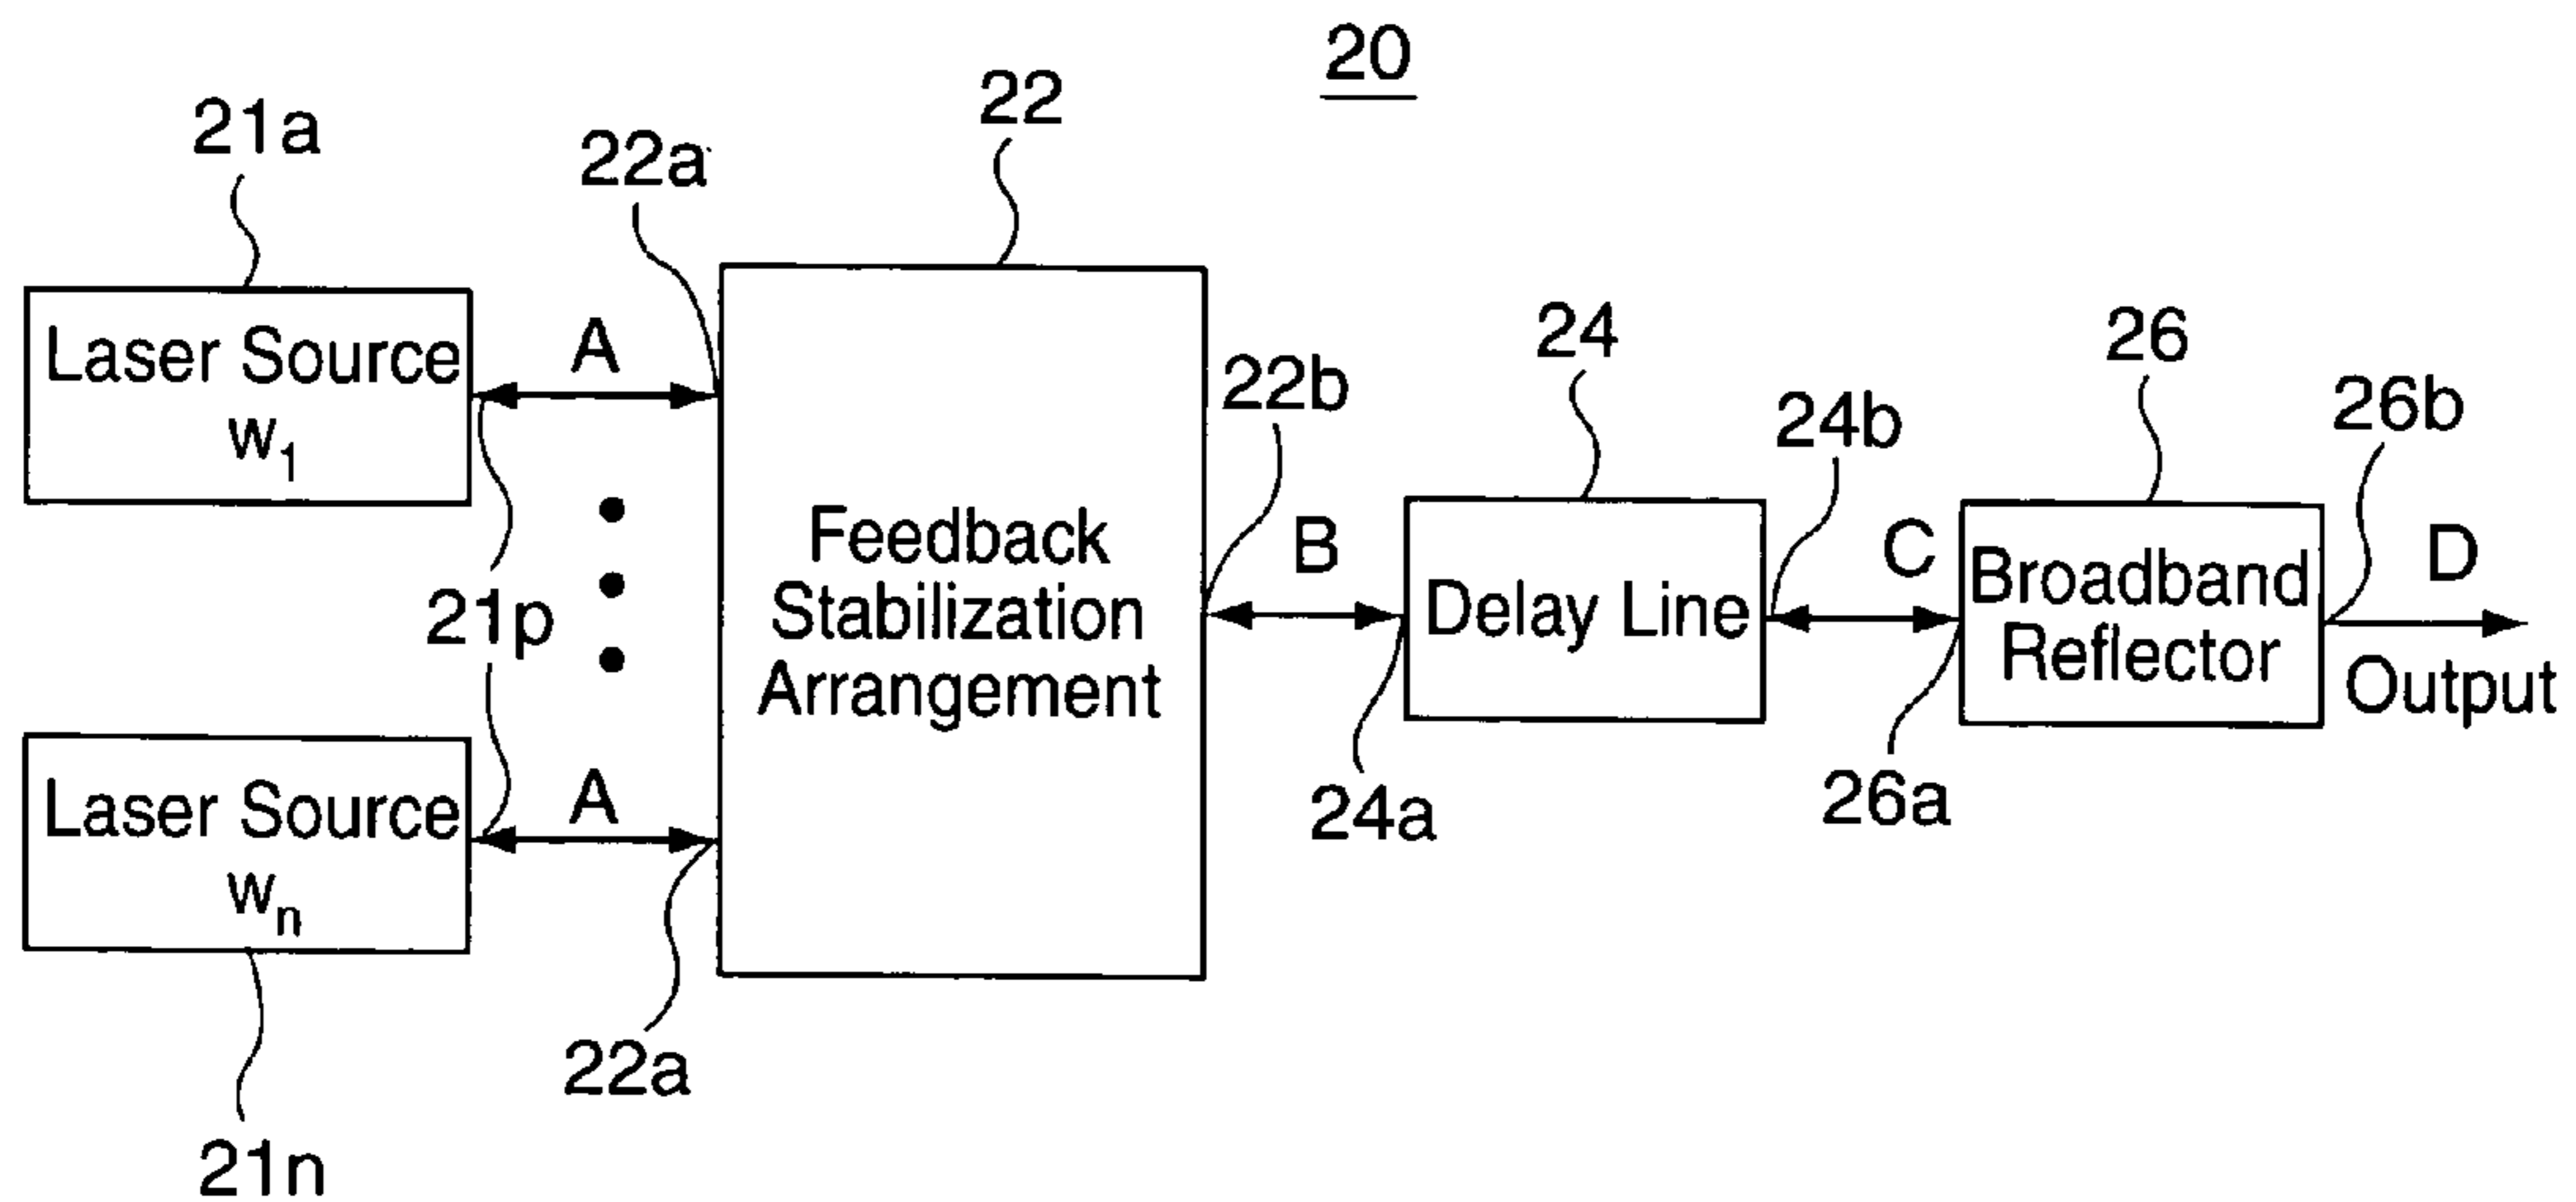 20
22
21a
22a
24
26
22b
24b
26b
Laser Source
w1
A
B
C
D
Feedback
Stabilization
Arrangement
Delay Line
Broadband
Reflector
Output
21p
24a
26a
Laser Source
wn
A
22a
21n